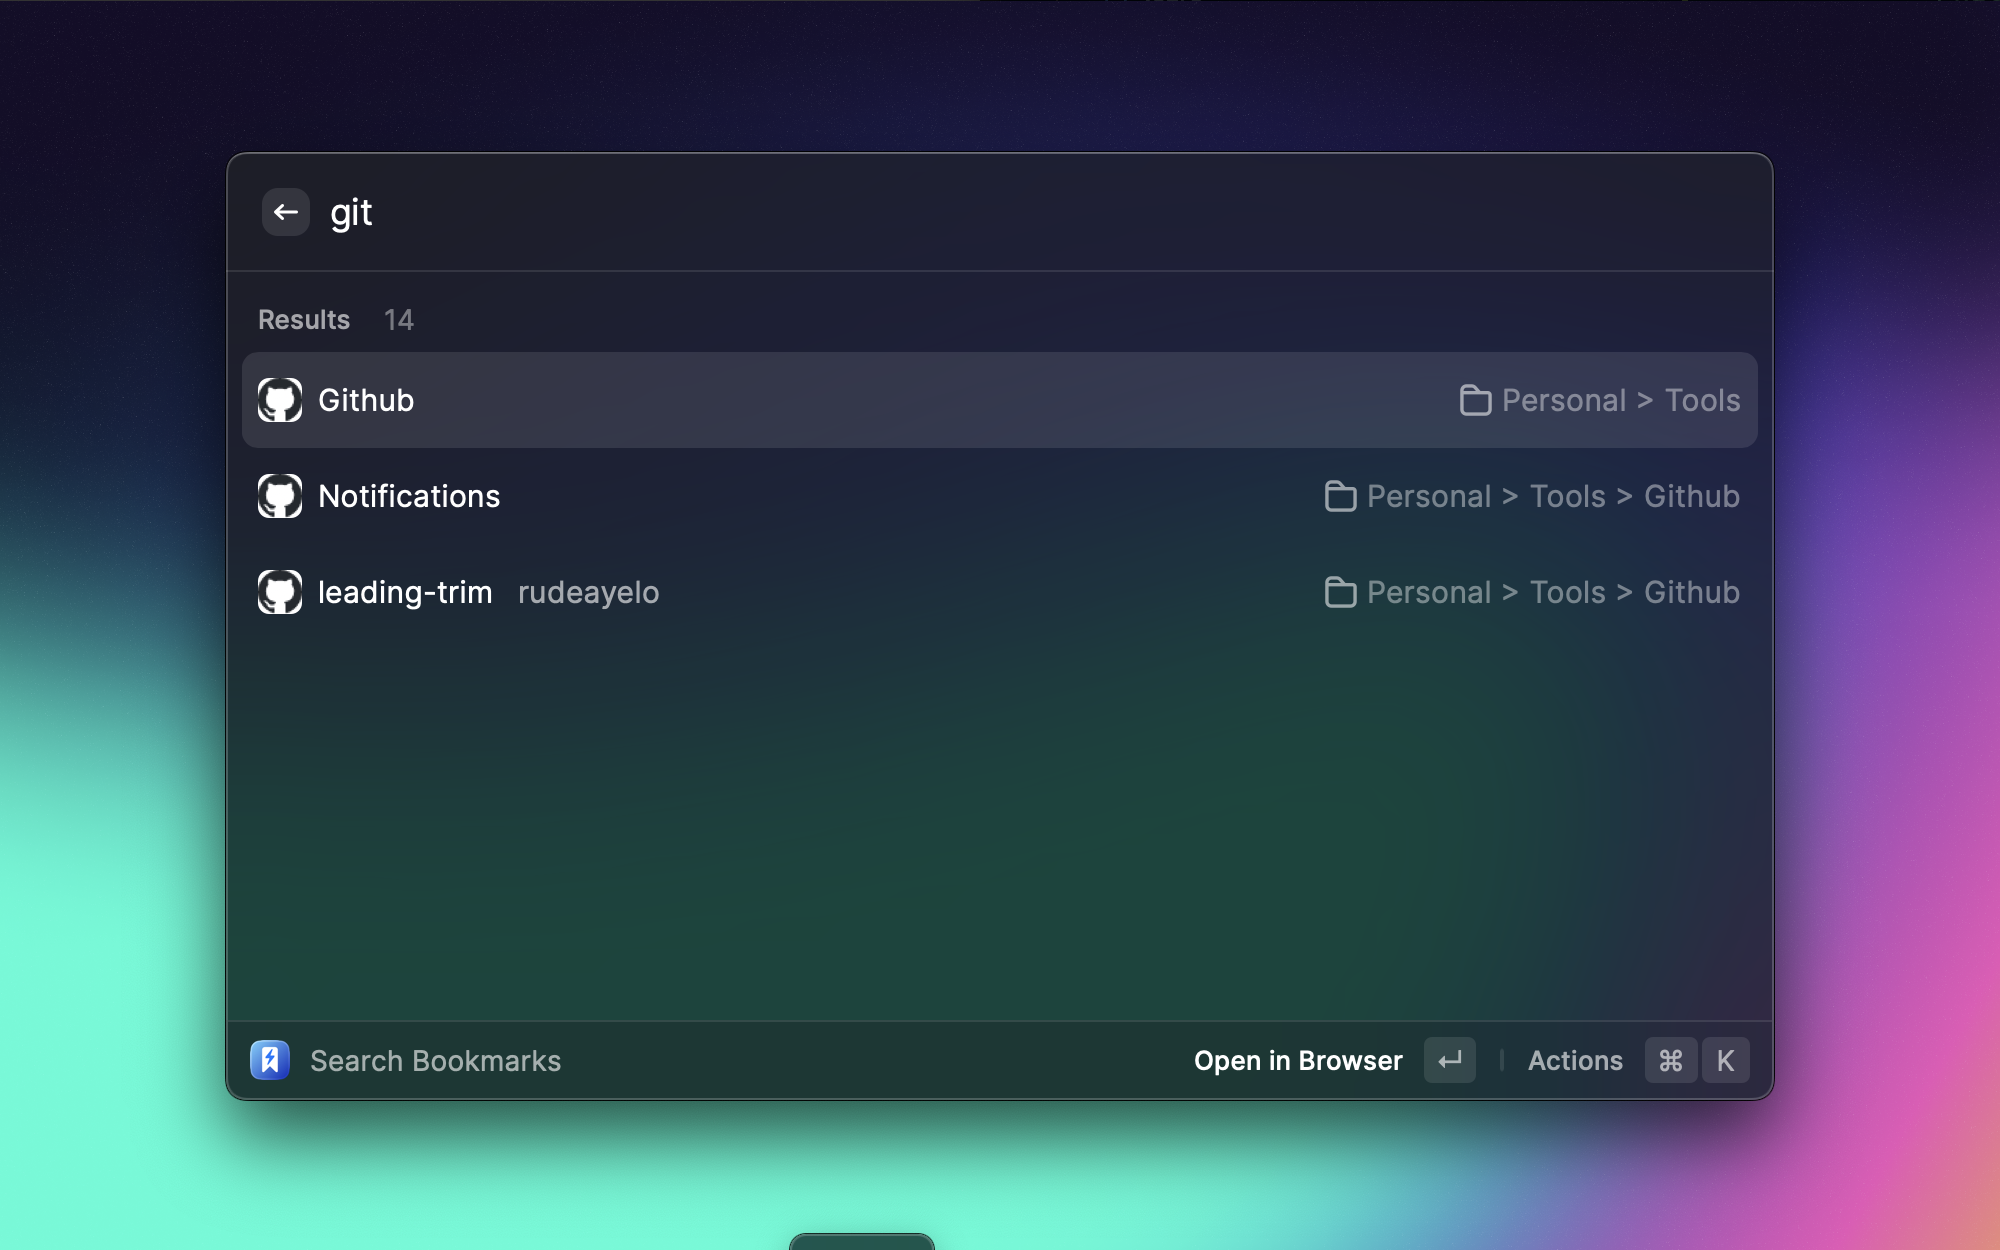 git
Results 14
Github Personal > Tools
Notifications Personal > Tools > Github
leading-trim rudeayelo Personal > Tools > Github
Search Bookmarks Open in Browser ↵ Actions ⌘ K